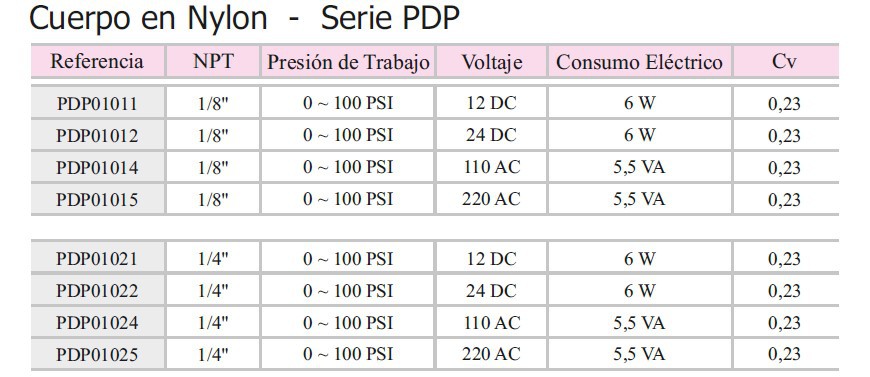 Cuerpo en Nylon - Serie PDP
Referencia NPT Presión de Trabajo Voltaje Consumo Eléctrico Cv
PDP01011 1/8" 0 ~ 100 PSI 12 DC 6 W 0,23
PDP01012 1/8" 0 ~ 100 PSI 24 DC 6 W 0,23
PDP01014 1/8" 0 ~ 100 PSI 110 AC 5,5 VA 0,23
PDP01015 1/8" 0 ~ 100 PSI 220 AC 5,5 VA 0,23
PDP01021 1/4" 0 ~ 100 PSI 12 DC 6 W 0,23
PDP01022 1/4" 0 ~ 100 PSI 24 DC 6 W 0,23
PDP01024 1/4" 0 ~ 100 PSI 110 AC 5,5 VA 0,23
PDP01025 1/4" 0 ~ 100 PSI 220 AC 5,5 VA 0,23